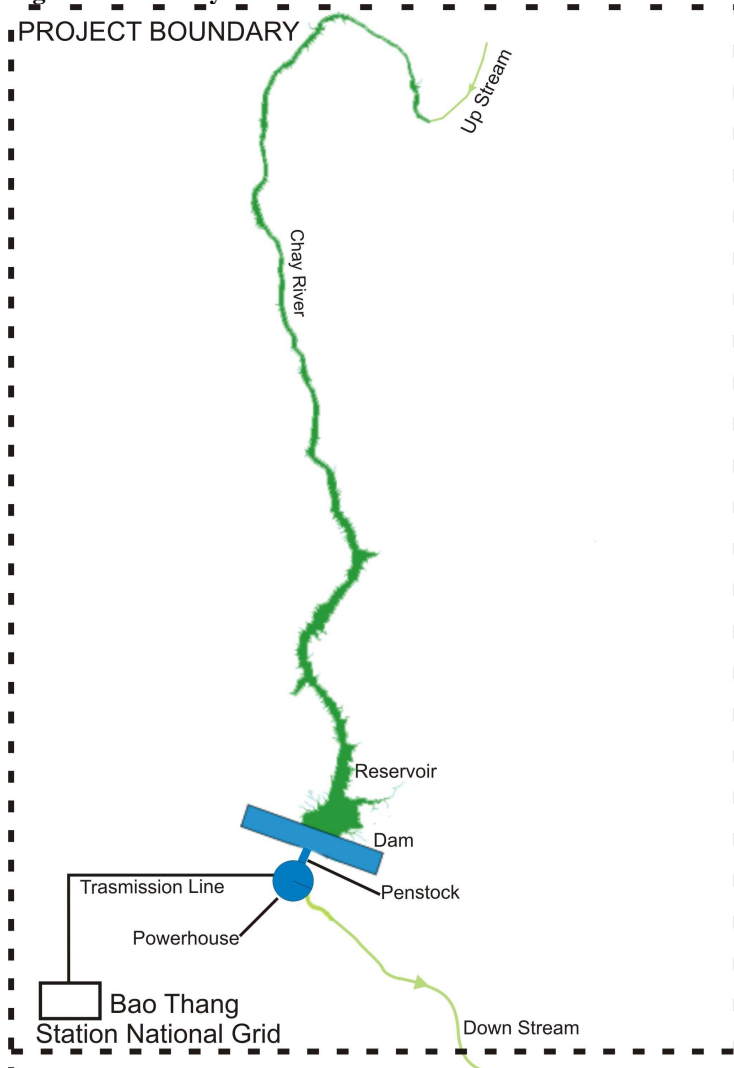 PROJECT BOUNDARY
Up Stream
Chay River
Reservoir
Dam
Trasmission Line
Penstock
Powerhouse
Bao Thang
Station National Grid
Down Stream